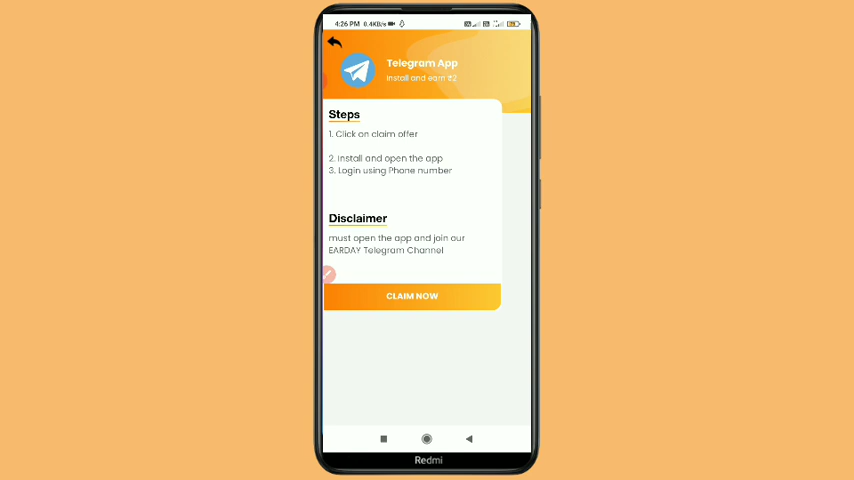 4:26 PM 0.4KB/s
Telegram App
Install and earn ₹2
Steps
1. Click on claim offer
2. Install and open the app
3. Login using Phone number
Disclaimer
must open the app and join our
EARDAY Telegram Channel
CLAIM NOW
Redmi